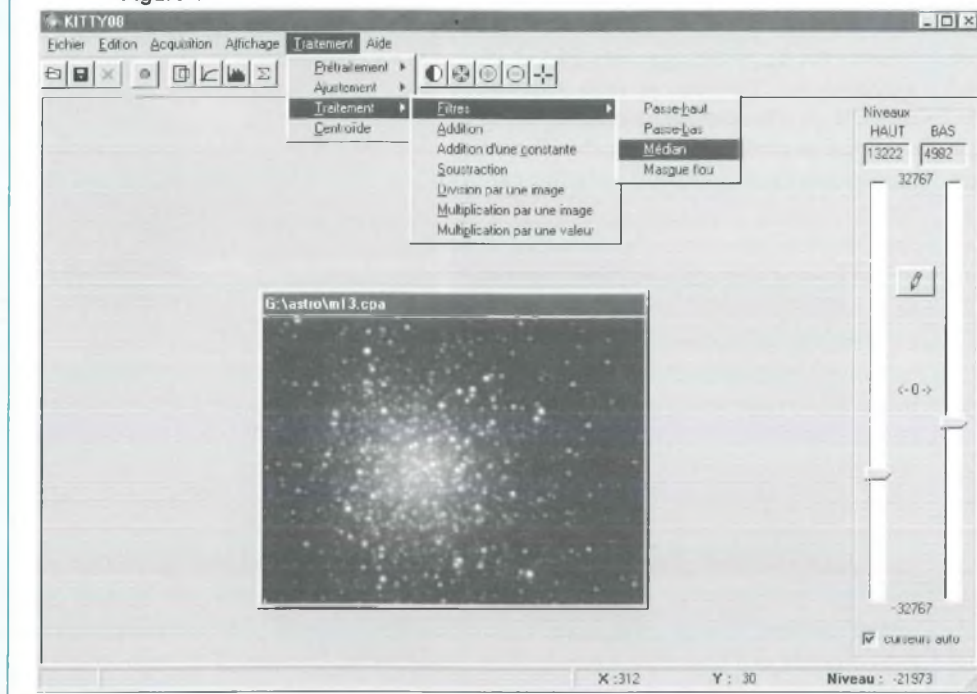 KITTY00
Fichier Edition Acquisition Affichage Traitement Aide
Prétraitement
Ajustement
Traitement
Centroïde
Filtres
Addition
Addition d'une constante
Soustraction
Division par une image
Multiplication par une image
Multiplication par une valeur
Passe-haut
Passe-bas
Médian
Masque flou
Niveaux
HAUT BAS
13222 4982
32767
<-0->
-32767
curseurs auto
G:\astro\m13.cpa
X :312 Y : 30 Niveau : -21973